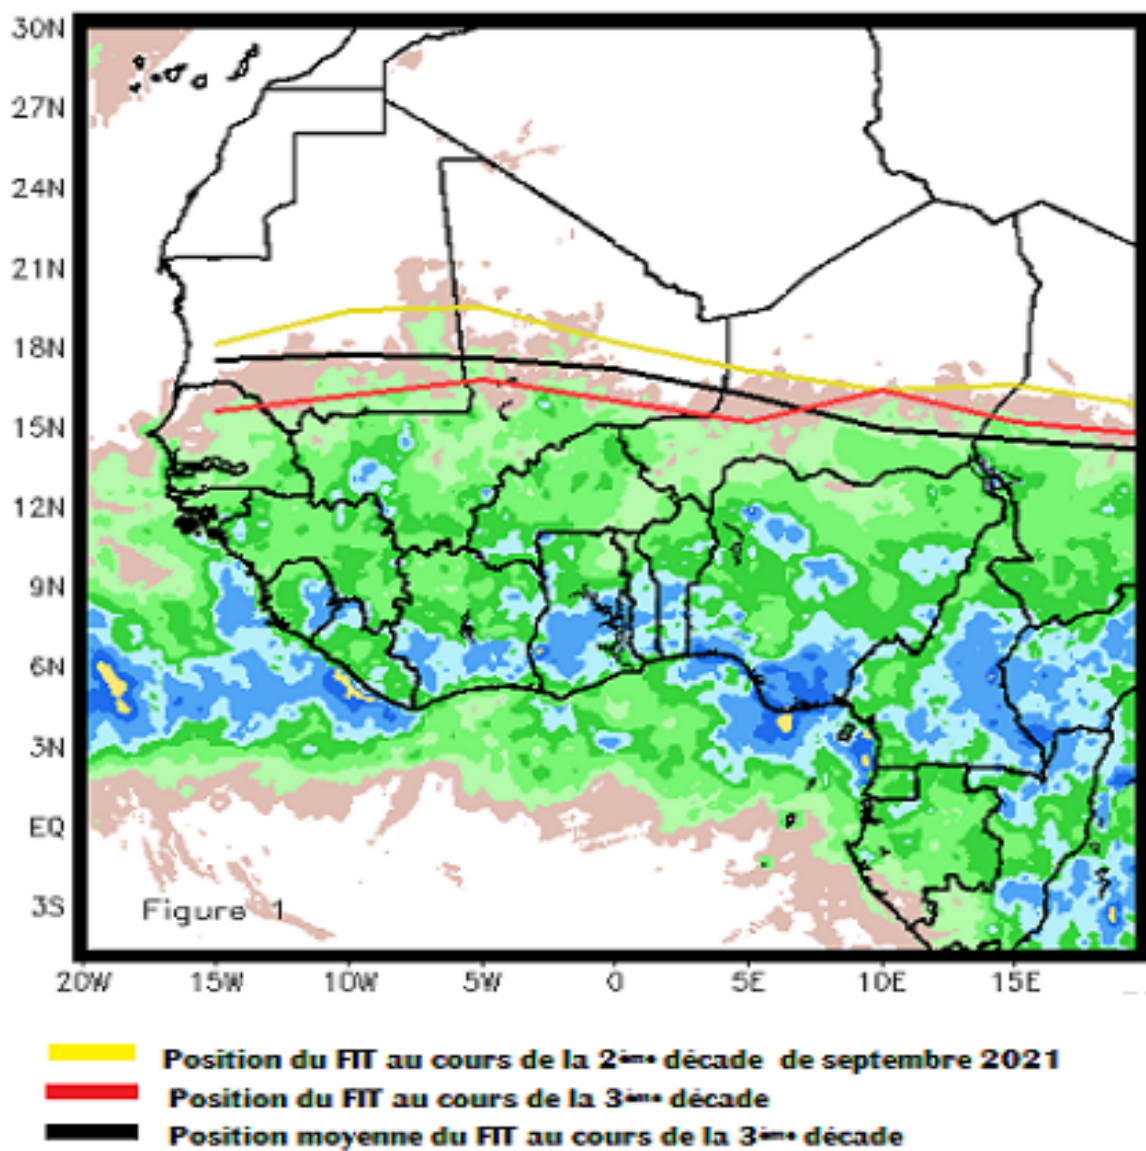 30N
27N
24N
21N
18N
15N
12N
9N
6N
3N
EQ
3S
Figure 1
20W 15W 10W 5W 0 5E 10E 15E
Position du FIT au cours de la 2ème décade de septembre 2021
Position du FIT au cours de la 3ème décade
Position moyenne du FIT au cours de la 3ème décade